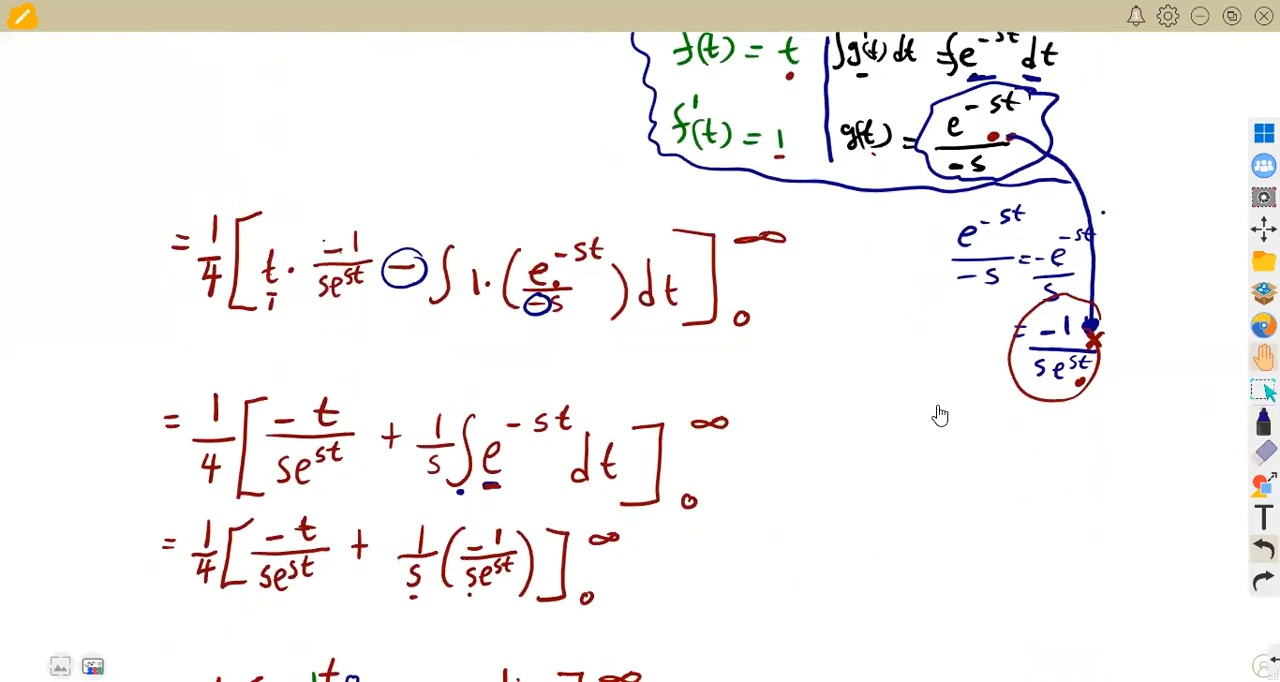 f(t) = t | ∫g'(t)dt = ∫e^{-st} dt
f'(t) = 1 | g(t) = e^{-st}/-s
e^{-st}/-s = -e^{-st}/s
= -1/se^{st}
= 1/4 [ t · -1/se^{st} - ∫ 1 · (e^{-st}/-s) dt ]_0^∞
= 1/4 [ -t/se^{st} + 1/s ∫ e^{-st} dt ]_0^∞
= 1/4 [ -t/se^{st} + 1/s (-1/se^{st}) ]_0^∞